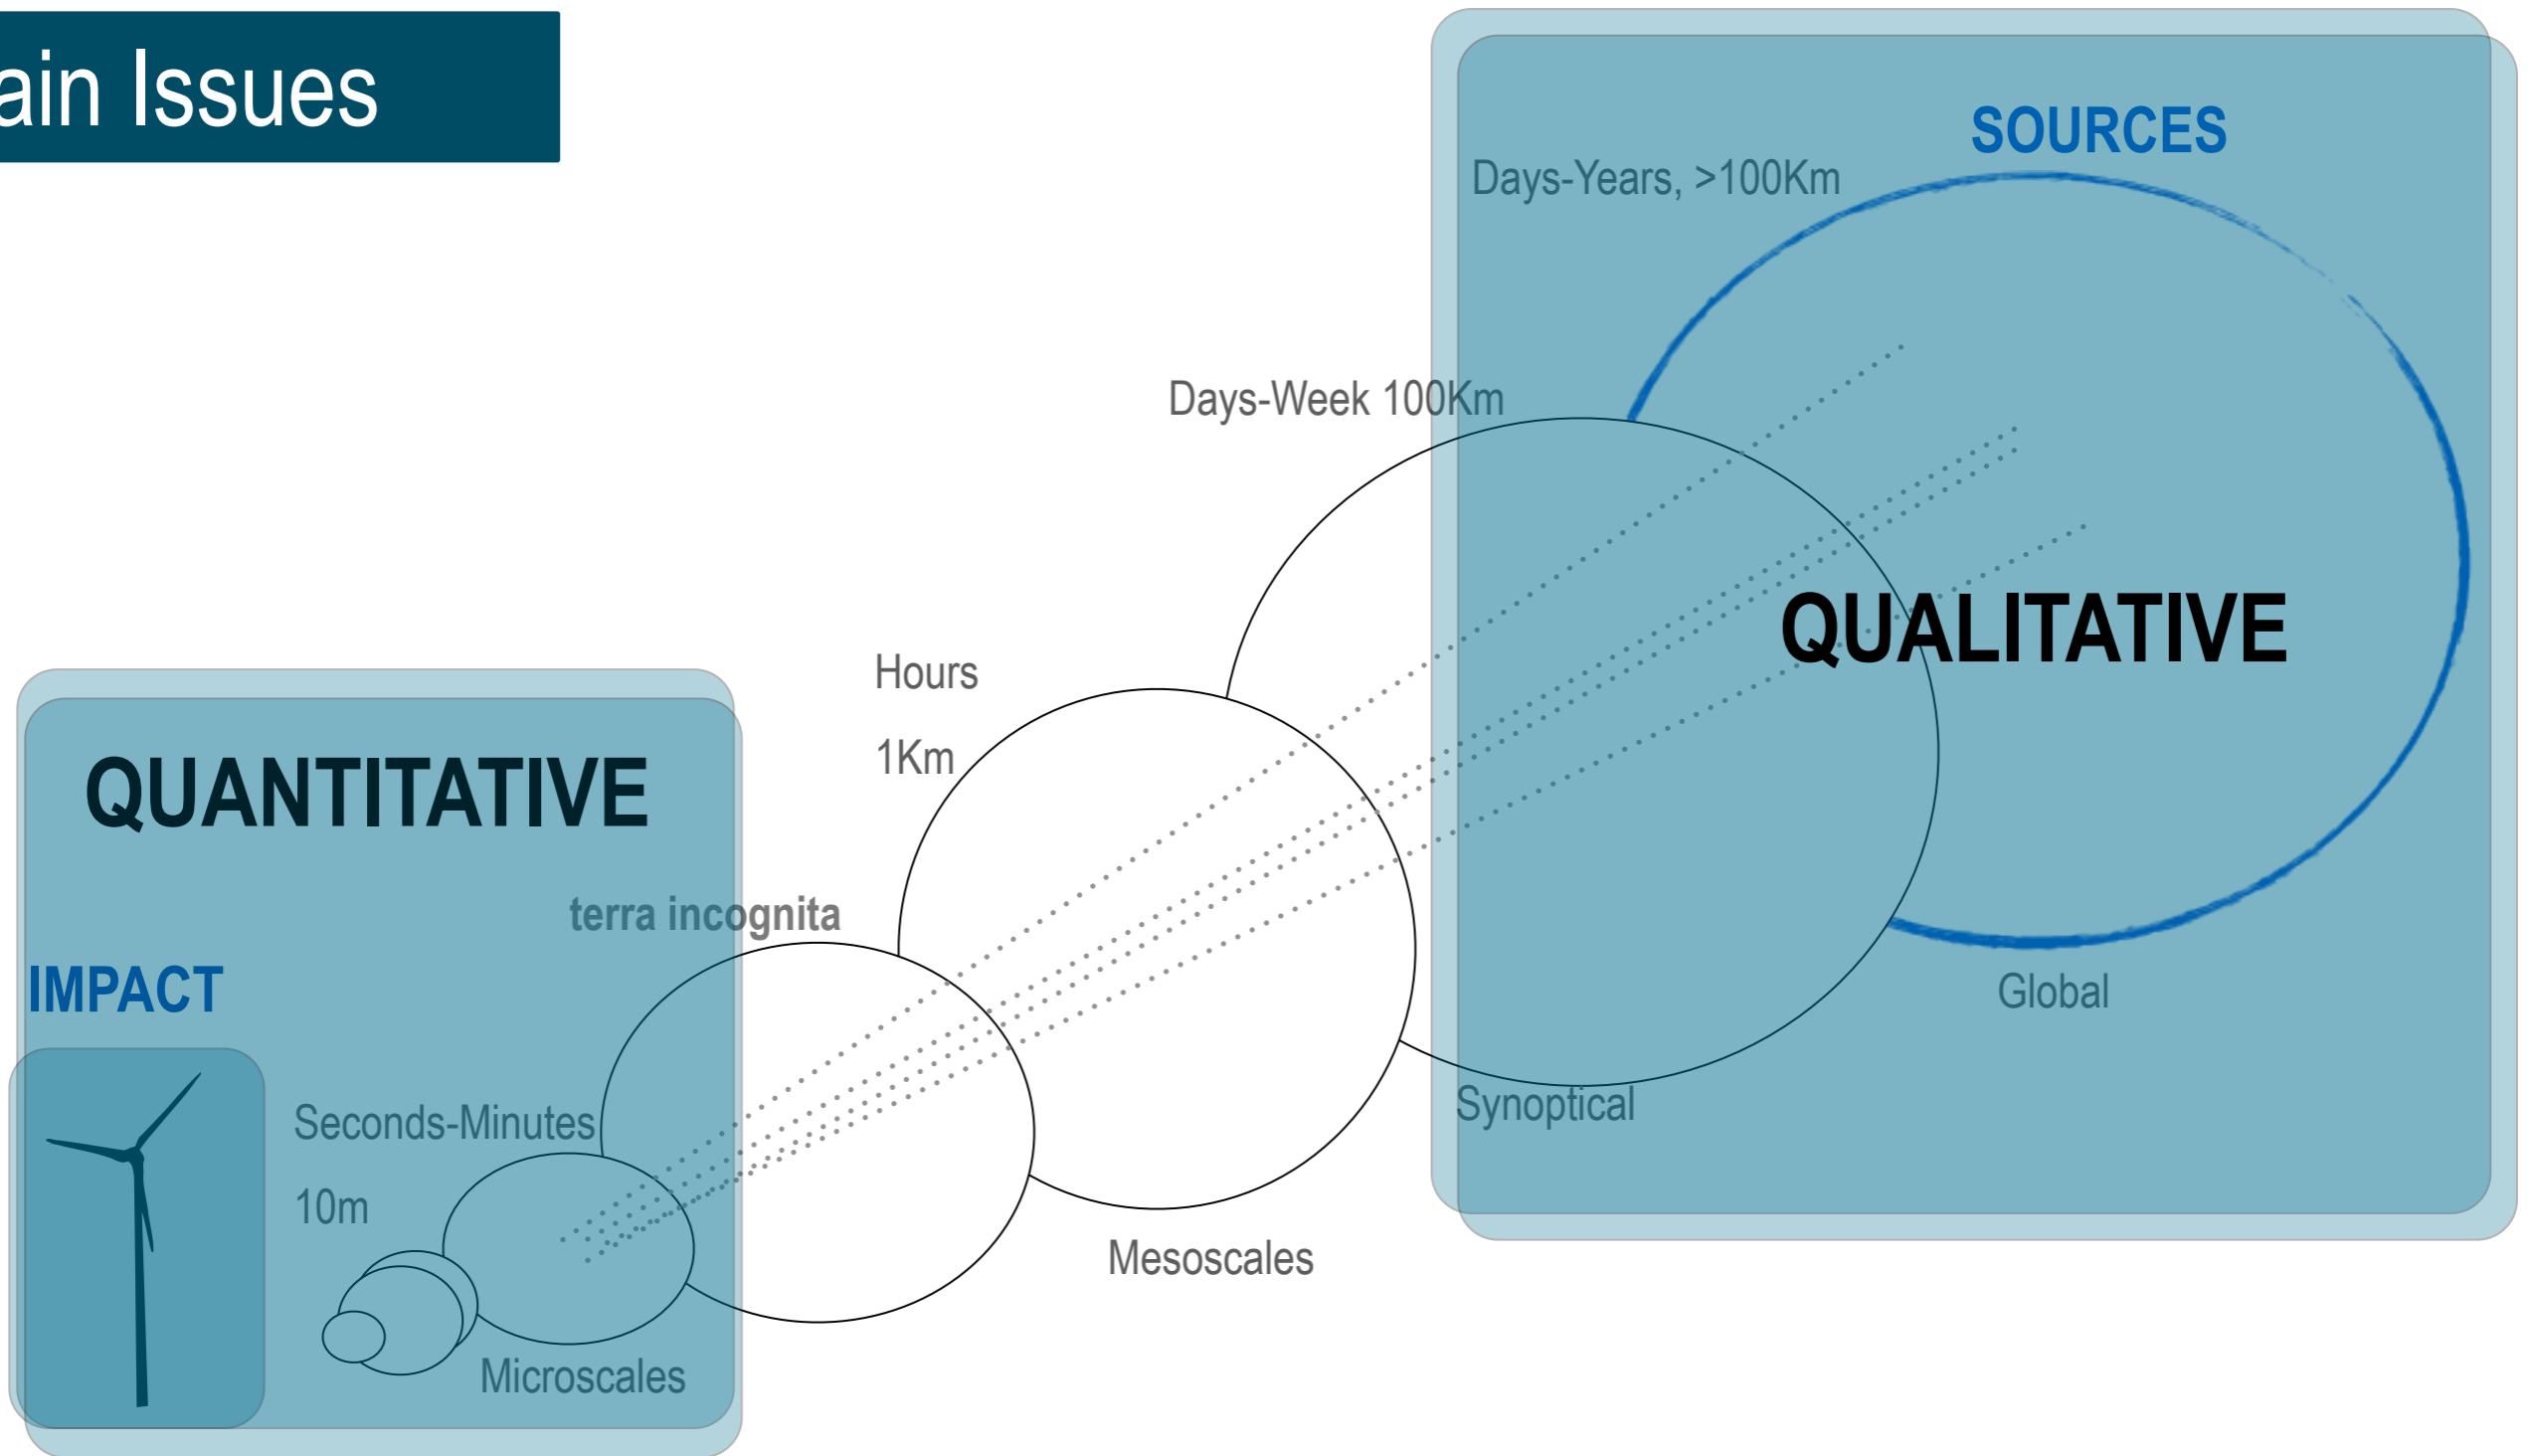 ain Issues
SOURCES
Days-Years, >100Km
Days-Week 100Km
QUALITATIVE
Hours
1Km
QUANTITATIVE
terra incognita
IMPACT
Global
Seconds-Minutes
Synoptical
10m
Mesoscales
Microscales